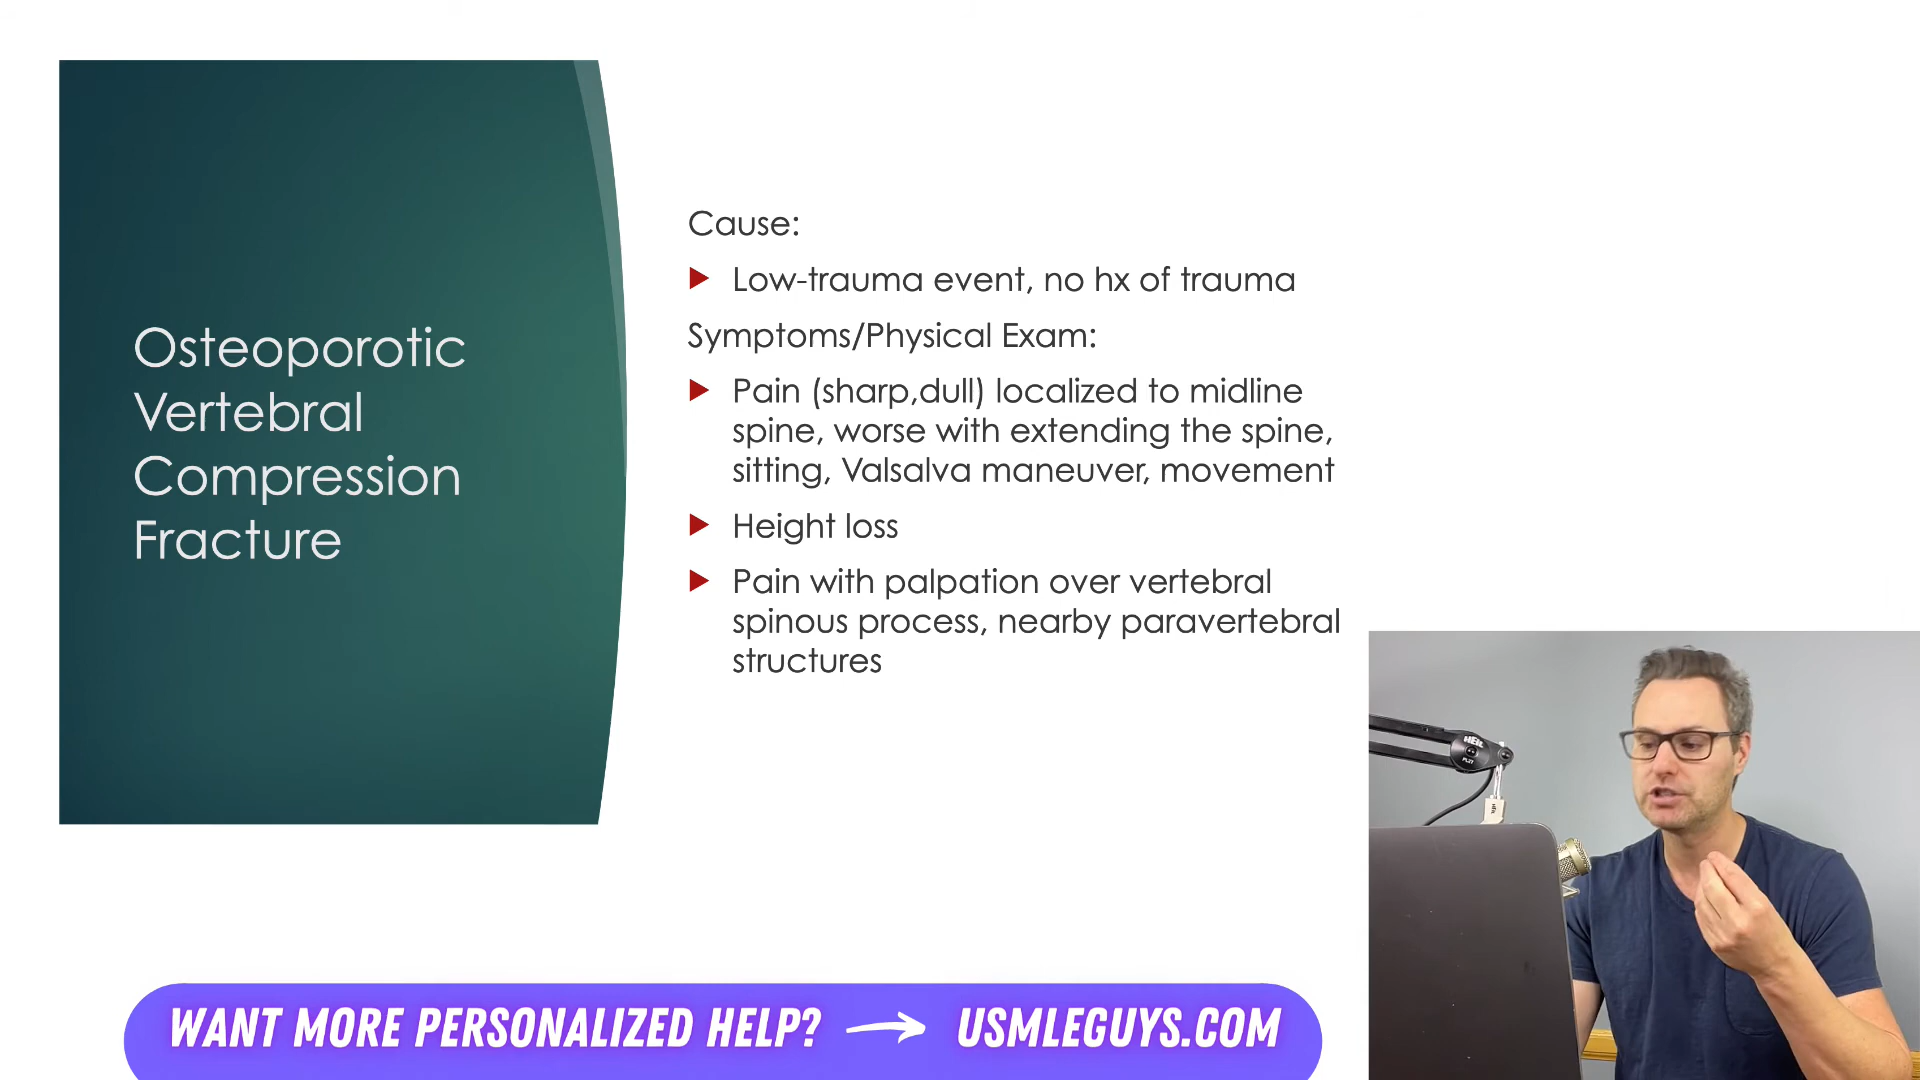 Osteoporotic
Vertebral
Compression
Fracture
Cause:
Low-trauma event, no hx of trauma
Symptoms/Physical Exam:
Pain (sharp,dull) localized to midline
spine, worse with extending the spine,
sitting, Valsalva maneuver, movement
Height loss
Pain with palpation over vertebral
spinous process, nearby paravertebral
structures
HEIL
PL2T
WANT MORE PERSONALIZED HELP? → USMLEGUYS.COM